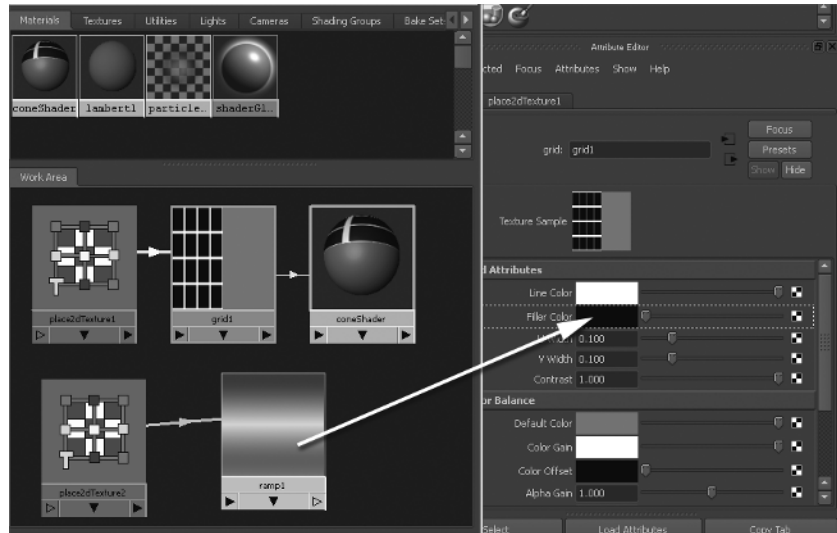 Materials Textures Utilities Lights Cameras Shading Groups Bake Set
coneShader lambert1 particle... shaderGl...
Work Area
place2dTexture1 grid1 coneShader
place2dTexture2 ramp1
Attribute Editor
cted Focus Attributes Show Help
place2dTexture1
grid: grid1
Focus
Presets
Show Hide
Texture Sample
d Attributes
Line Color
Filler Color
Width 0.100
V Width 0.100
Contrast 1.000
or Balance
Default Color
Color Gain
Color Offset
Alpha Gain 1.000
Select Load Attributes Copy Tab